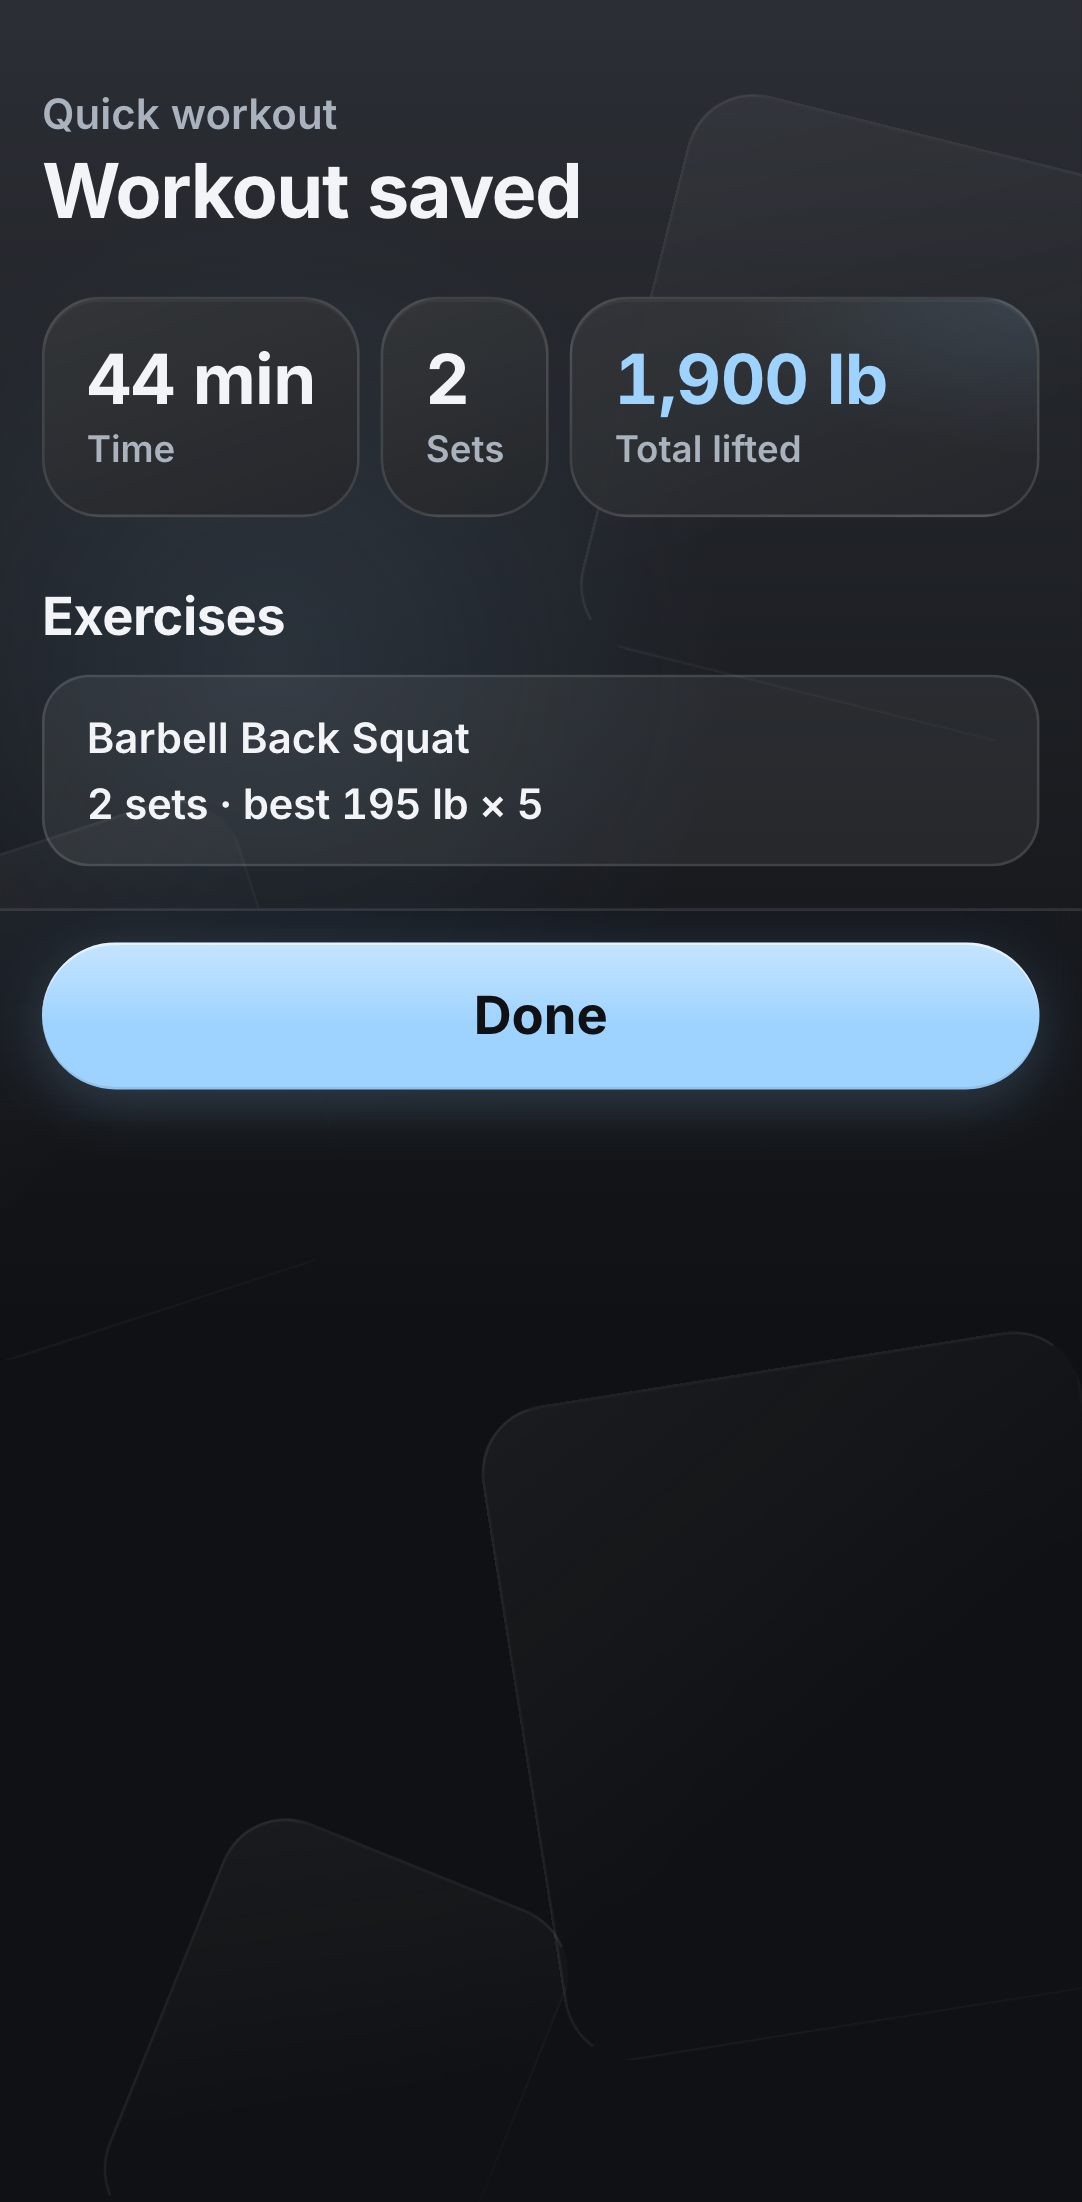 Quick workout
Workout saved
44 min
Time
2
Sets
1,900 lb
Total lifted
Exercises
Barbell Back Squat
2 sets · best 195 lb × 5
Done